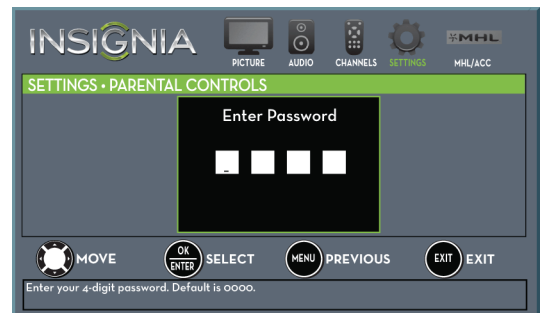 INSIGNIA
PICTURE AUDIO CHANNELS SETTINGS MHL MHL/ACC
SETTINGS • PARENTAL CONTROLS
Enter Password
_
MOVE OK ENTER SELECT MENU PREVIOUS EXIT EXIT
Enter your 4-digit password. Default is 0000.